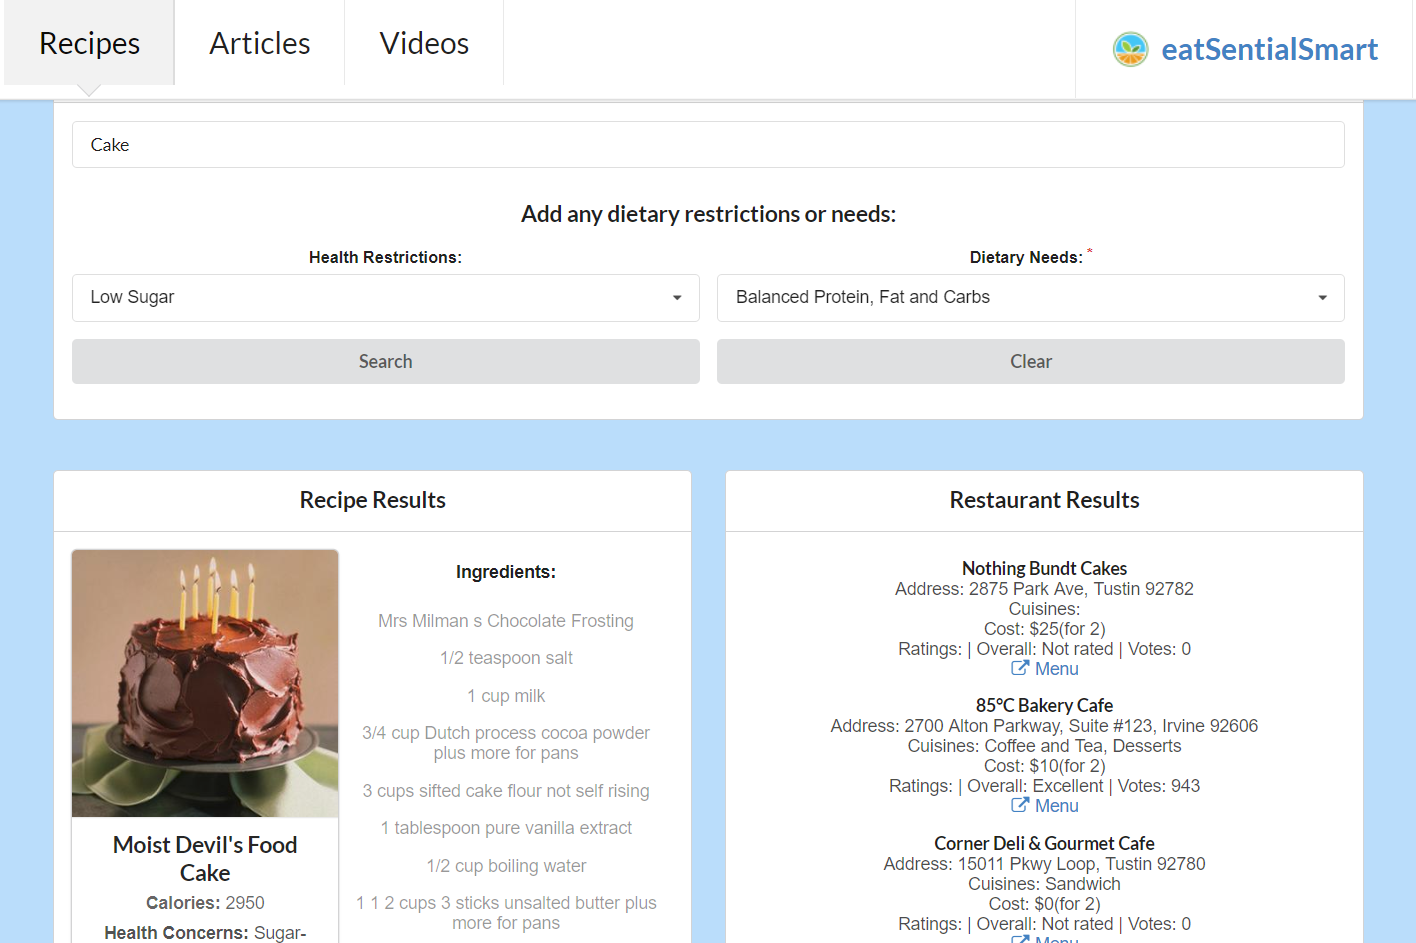 Recipes
Articles
Videos
eatSentialSmart
Cake
Add any dietary restrictions or needs:
Health Restrictions:
Dietary Needs: *
Low Sugar
Balanced Protein, Fat and Carbs
Search
Clear
Recipe Results
Ingredients:
Mrs Milman s Chocolate Frosting
1/2 teaspoon salt
1 cup milk
3/4 cup Dutch process cocoa powder
plus more for pans
3 cups sifted cake flour not self rising
1 tablespoon pure vanilla extract
1/2 cup boiling water
1 1 2 cups 3 sticks unsalted butter plus
more for pans
Moist Devil's Food
Cake
Calories: 2950
Health Concerns: Sugar-
Restaurant Results
Nothing Bundt Cakes
Address: 2875 Park Ave, Tustin 92782
Cuisines:
Cost: $25(for 2)
Ratings: | Overall: Not rated | Votes: 0
Menu
85°C Bakery Cafe
Address: 2700 Alton Parkway, Suite #123, Irvine 92606
Cuisines: Coffee and Tea, Desserts
Cost: $10(for 2)
Ratings: | Overall: Excellent | Votes: 943
Menu
Corner Deli & Gourmet Cafe
Address: 15011 Pkwy Loop, Tustin 92780
Cuisines: Sandwich
Cost: $0(for 2)
Ratings: | Overall: Not rated | Votes: 0
Menu